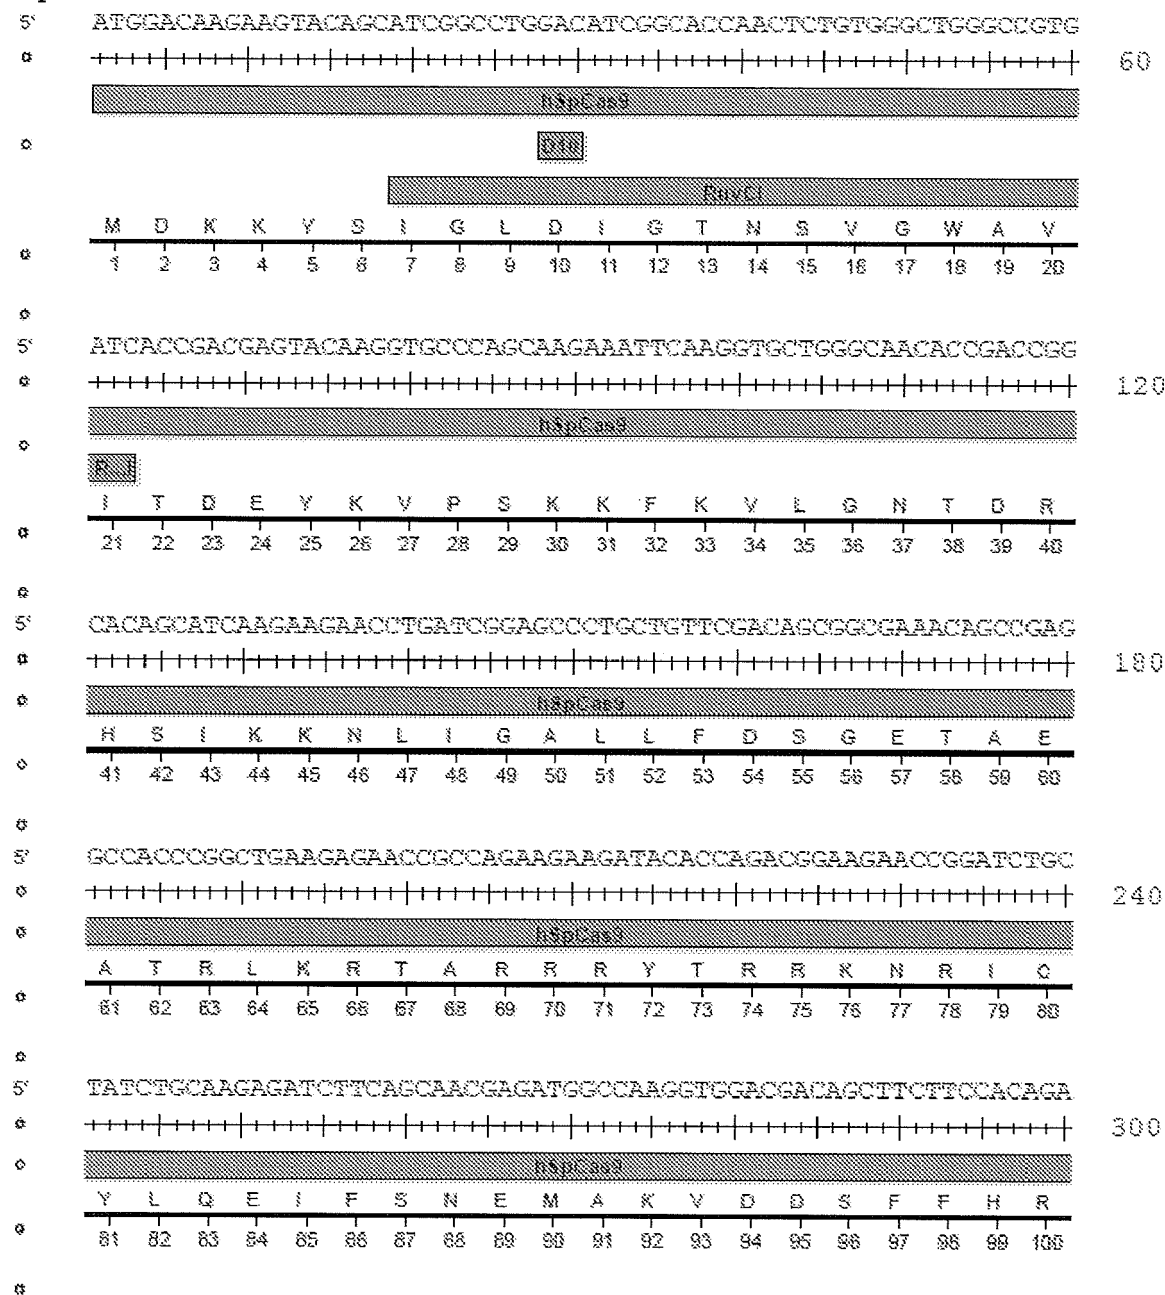 5' ATGGACAAGAAGTACAGCATCGGCCTGGACATCGGCACCAACTCTGTGGGCTGGGCCGTG
60
hSpCas9
D10
RuvCI
M D K K Y S I G L D I G T N S V G W A V
1 2 3 4 5 6 7 8 9 10 11 12 13 14 15 16 17 18 19 20
5' ATCACCGACGAGTACAAGGTGCCCAGCAAGAAATTCAAGGTGCTGGGCAACACCGACCGG
120
hSpCas9
R...I
I T D E Y K V P S K K F K V L G N T D R
21 22 23 24 25 26 27 28 29 30 31 32 33 34 35 36 37 38 39 40
5' CACAGCATCAAGAAGAACCTGATCGGAGCCCTGCTGTTCGACAGCGGCGAAACAGCCGAG
180
hSpCas9
H S I K K N L I G A L L F D S G E T A E
41 42 43 44 45 46 47 48 49 50 51 52 53 54 55 56 57 58 59 60
5' GCCACCCGGCTGAAGAGAACCGCCAGAAGAAGATACACCAGACGGAAGAACCGGATCTGC
240
hSpCas9
A T R L K R T A R R R Y T R R K N R I C
61 62 63 64 65 66 67 68 69 70 71 72 73 74 75 76 77 78 79 80
5' TATCTGCAAGAGATCTTCAGCAACGAGATGGCCAAGGTGGACGACAGCTTCTTCCACAGA
300
hSpCas9
Y L Q E I F S N E M A K V D D S F F H R
81 82 83 84 85 86 87 88 89 90 91 92 93 94 95 96 97 98 99 100